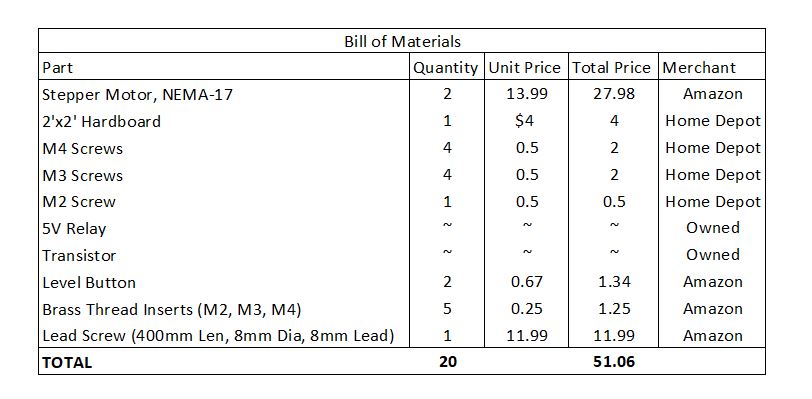 Bill of Materials
Part Quantity Unit Price Total Price Merchant
Stepper Motor, NEMA-17 2 13.99 27.98 Amazon
2'x2' Hardboard 1 $4 4 Home Depot
M4 Screws 4 0.5 2 Home Depot
M3 Screws 4 0.5 2 Home Depot
M2 Screw 1 0.5 0.5 Home Depot
5V Relay ~ ~ ~ Owned
Transistor ~ ~ ~ Owned
Level Button 2 0.67 1.34 Amazon
Brass Thread Inserts (M2, M3, M4) 5 0.25 1.25 Amazon
Lead Screw (400mm Len, 8mm Dia, 8mm Lead) 1 11.99 11.99 Amazon
TOTAL 20 51.06